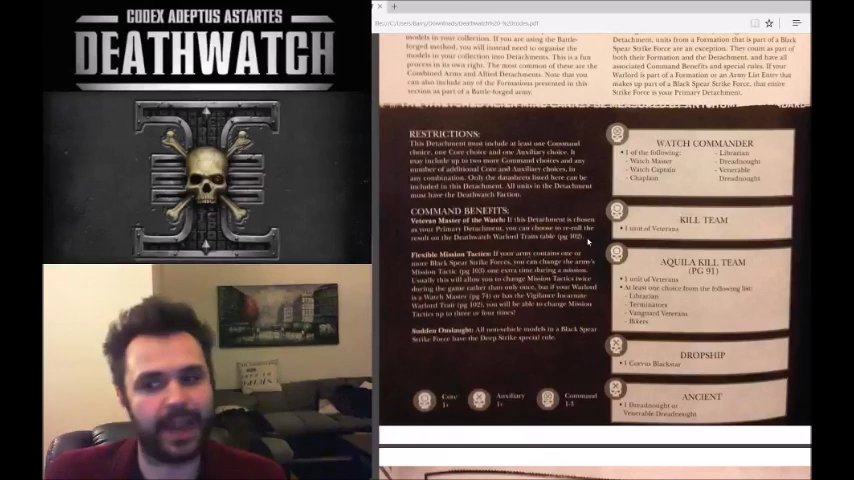 CODEX ADEPTUS ASTARTES
DEATHWATCH
models in your collection. If you are using the Battle-
forged method, you will instead need to organise the
models in your collection into Detachments. This is a fun
process in its own right. The most common of these are the
Combined Arms and Allied Detachments. Note that you
can also include any of the Formations presented in this
section as part of a Battle-forged army.
Detachment, units from a Formation that is part of a Black
Spear Strike Force are an exception. They count as part of
both their Formation and the Detachment, and have all
associated Command Benefits and special rules. If your
Warlord is part of a Formation or an Army List Entry that
makes up part of a Black Spear Strike Force, that entire
Strike Force is your Primary Detachment.
RESTRICTIONS:
This Detachment must include at least one Command
choice, one Core choice and one Auxiliary choice. It
may include up to two more Command choices and any
number of additional Core and Auxiliary choices, in
any combination. Only the datasheets listed here can be
included in this Detachment. All units in the Detachment
must have the Deathwatch Faction.
COMMAND BENEFITS:
Veteran Master of the Watch: If this Detachment is chosen
as your Primary Detachment, you can choose to re-roll the
result on the Deathwatch Warlord Traits table (pg 102).
Flexible Mission Tactics: If your army contains one or
more Black Spear Strike Forces, you can change the army's
Mission Tactic (pg 103) one extra time during a mission.
Usually this will allow you to change Mission Tactics twice
during the game rather than only once, but if your Warlord
is a Watch Master (pg 74) or has the Vigilance Incarnate
Warlord Trait (pg 102), you will be able to change Mission
Tactics up to three or four times!
Sudden Onslaught: All non-vehicle models in a Black Spear
Strike Force have the Deep Strike special rule.
Core
1+
Auxiliary
1+
Command
1-3
WATCH COMMANDER
• 1 of the following:
- Watch Master
- Watch Captain
- Chaplain
- Librarian
- Dreadnought
- Venerable
Dreadnought
KILL TEAM
• 1 unit of Veterans
AQUILA KILL TEAM
(PG 91)
• 1 unit of Veterans
• At least one choice from the following list:
- Librarian
- Terminators
- Vanguard Veterans
- Bikers
DROPSHIP
• 1 Corvus Blackstar
ANCIENT
• 1 Dreadnought or
Venerable Dreadnought